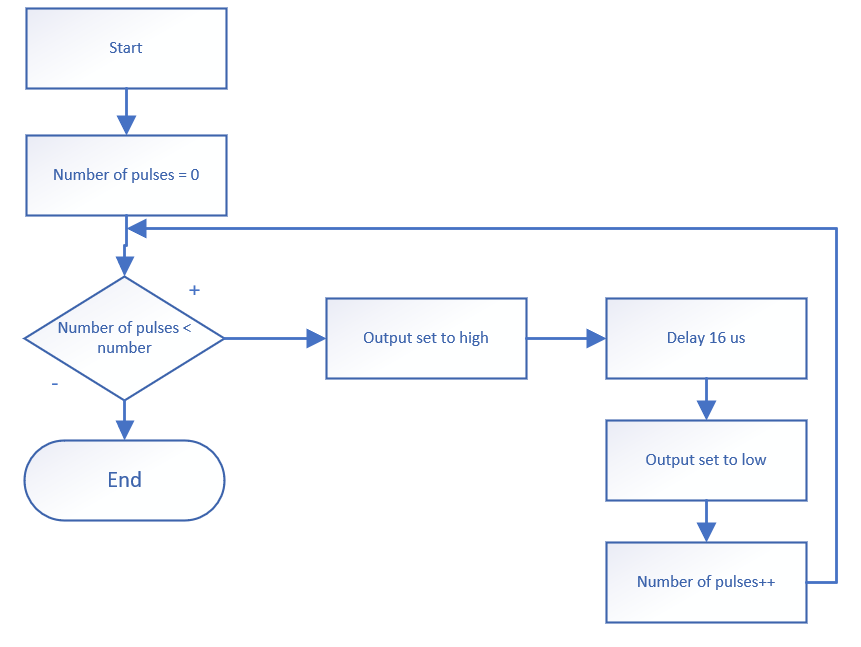 Start
Number of pulses = 0
+
Number of pulses <
number
-
Output set to high
Delay 16 us
Output set to low
Number of pulses++
End